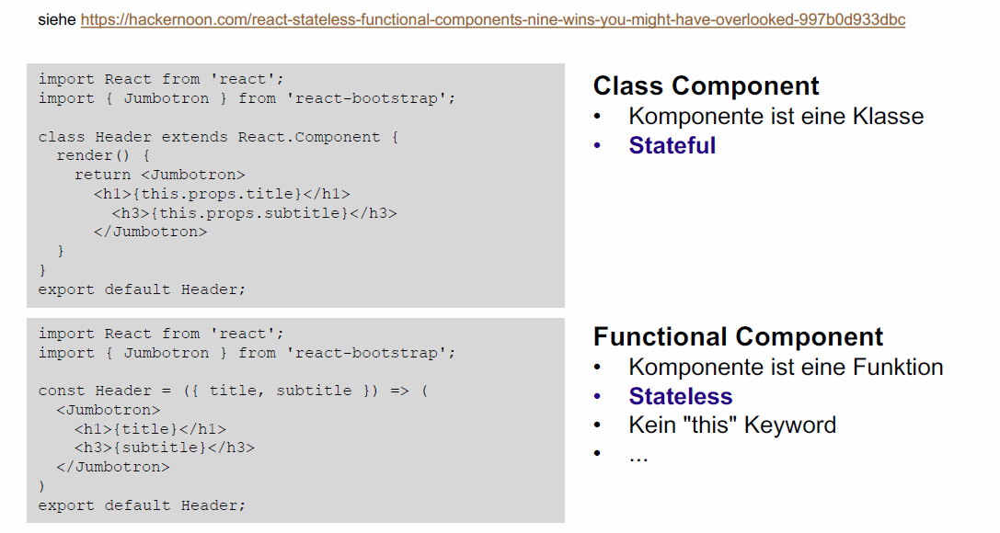 siehe https://hackernoon.com/react-stateless-functional-components-nine-wins-you-might-have-overlooked-997b0d933dbc
import React from 'react';
import { Jumbotron } from 'react-bootstrap';
class Header extends React.Component {
render() {
return <Jumbotron>
<h1>{this.props.title}</h1>
<h3>{this.props.subtitle}</h3>
</Jumbotron>
}
}
export default Header;
Class Component
• Komponente ist eine Klasse
• Stateful
import React from 'react';
import { Jumbotron } from 'react-bootstrap';
const Header = ({ title, subtitle }) => (
<Jumbotron>
<h1>{title}</h1>
<h3>{subtitle}</h3>
</Jumbotron>
)
export default Header;
Functional Component
• Komponente ist eine Funktion
• Stateless
• Kein "this" Keyword
• ...